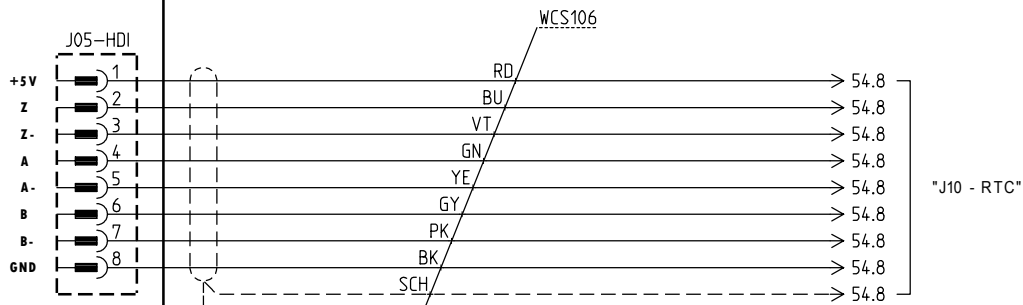 WCS106
J05-HDI
+5V 1 RD 54.8
Z 2 BU 54.8
Z- 3 VT 54.8
A 4 GN 54.8
A- 5 YE 54.8 "J10 - RTC"
B 6 GY 54.8
B- 7 PK 54.8
GND 8 BK 54.8
SCH 54.8